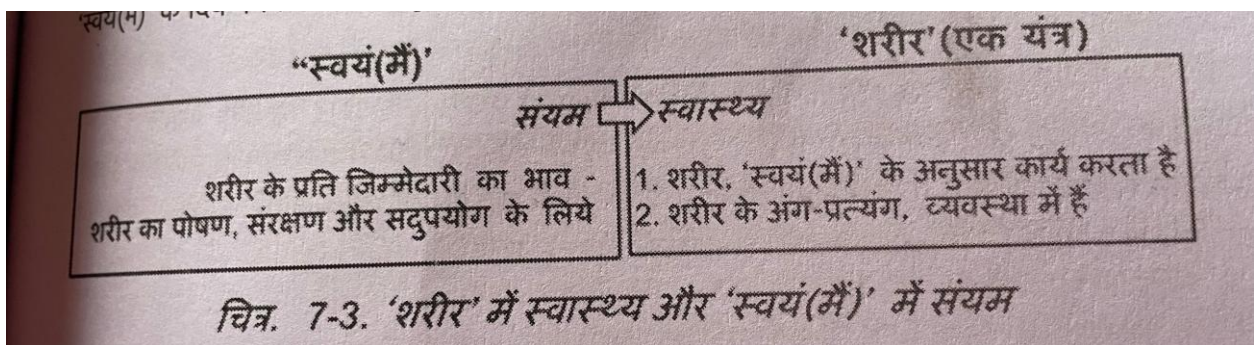 'स्वयं(मैं)'
'शरीर'(एक यंत्र)
"स्वयं(मैं)'
संयम
स्वास्थ्य
शरीर के प्रति जिम्मेदारी का भाव -
शरीर का पोषण, संरक्षण और सदुपयोग के लिये
1. शरीर, 'स्वयं(मैं)' के अनुसार कार्य करता है
2. शरीर के अंग-प्रत्यंग, व्यवस्था में हैं
चित्र. 7-3. 'शरीर' में स्वास्थ्य और 'स्वयं(मैं)' में संयम